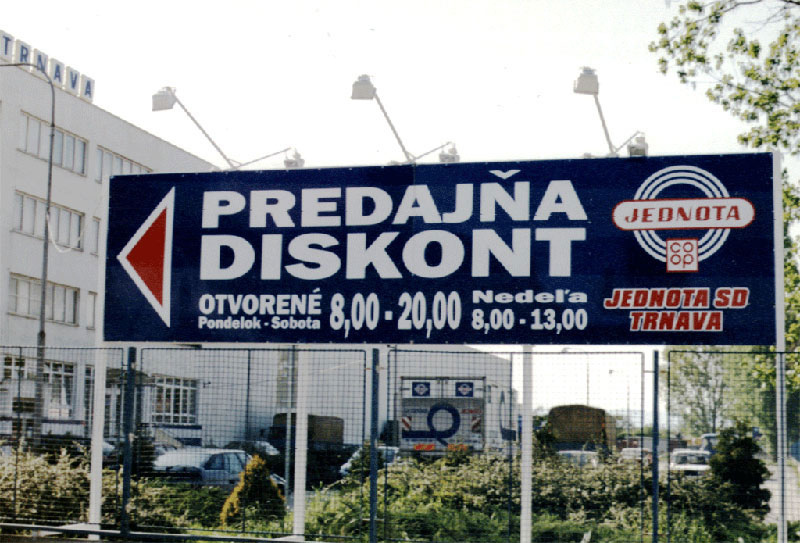 TRNAVA
PREDAJŇA
DISKONT
OTVORENÉ
Pondelok - Sobota
8,00 - 20,00
Nedeľa
8,00 - 13,00
JEDNOTA
COOP
JEDNOTA SD
TRNAVA